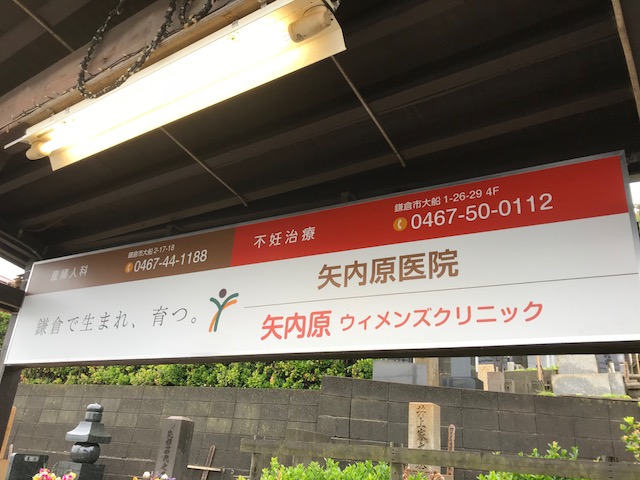 産婦人科
鎌倉市大船 2-17-18
0467-44-1188
不妊治療
鎌倉市大船 1-26-29 4F
0467-50-0112
鎌倉で生まれ、育つ。
矢内原医院
矢内原 ウィメンズクリニック